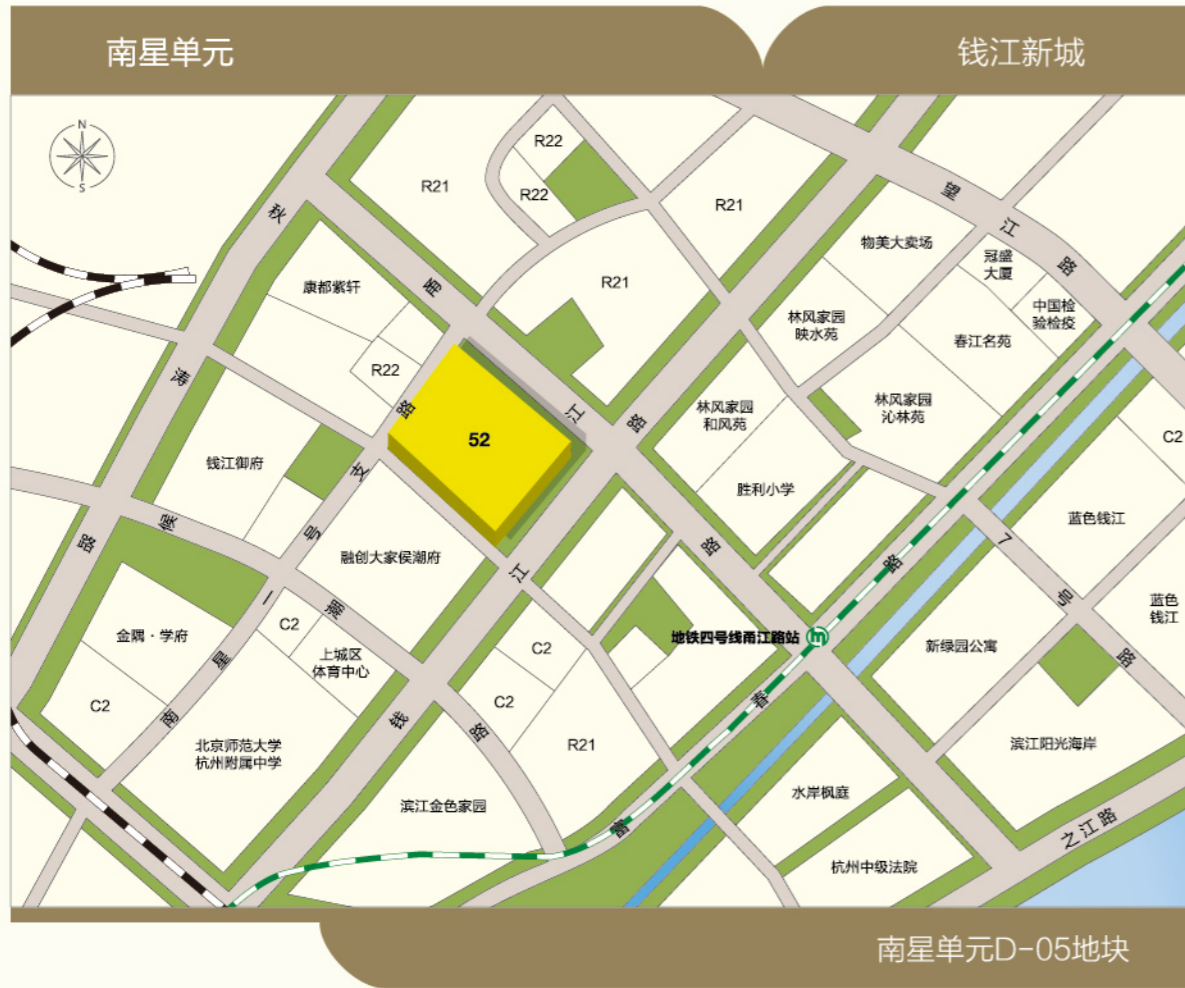 南星单元
钱江新城
N
S
R22
R21
R22
R21
望江路
秋涛路
物美大卖场
冠盛
大厦
康都紫轩
甬江路
R21
中国检
验检疫
林风家园
映水苑
春江名苑
R22
林风家园
和风苑
林风家园
沁林苑
52
C2
钱江御府
胜利小学
蓝色钱江
候潮路
南星一号支路
融创大家侯潮府
钱江路
7号路
蓝色
钱江
C2
金隅·学府
上城区
体育中心
C2
地铁四号线甬江路站
新绿园公寓
C2
C2
富春路
北京师范大学
杭州附属中学
R21
滨江阳光海岸
水岸枫庭
滨江金色家园
之江路
杭州中级法院
南星单元D-05地块